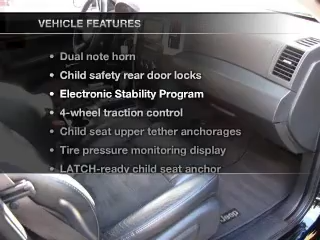 VEHICLE FEATURES
• Dual note horn
• Child safety rear door locks
• Electronic Stability Program
• 4-wheel traction control
• Child seat upper tether anchorages
• Tire pressure monitoring display
• LATCH-ready child seat anchor
Jeep